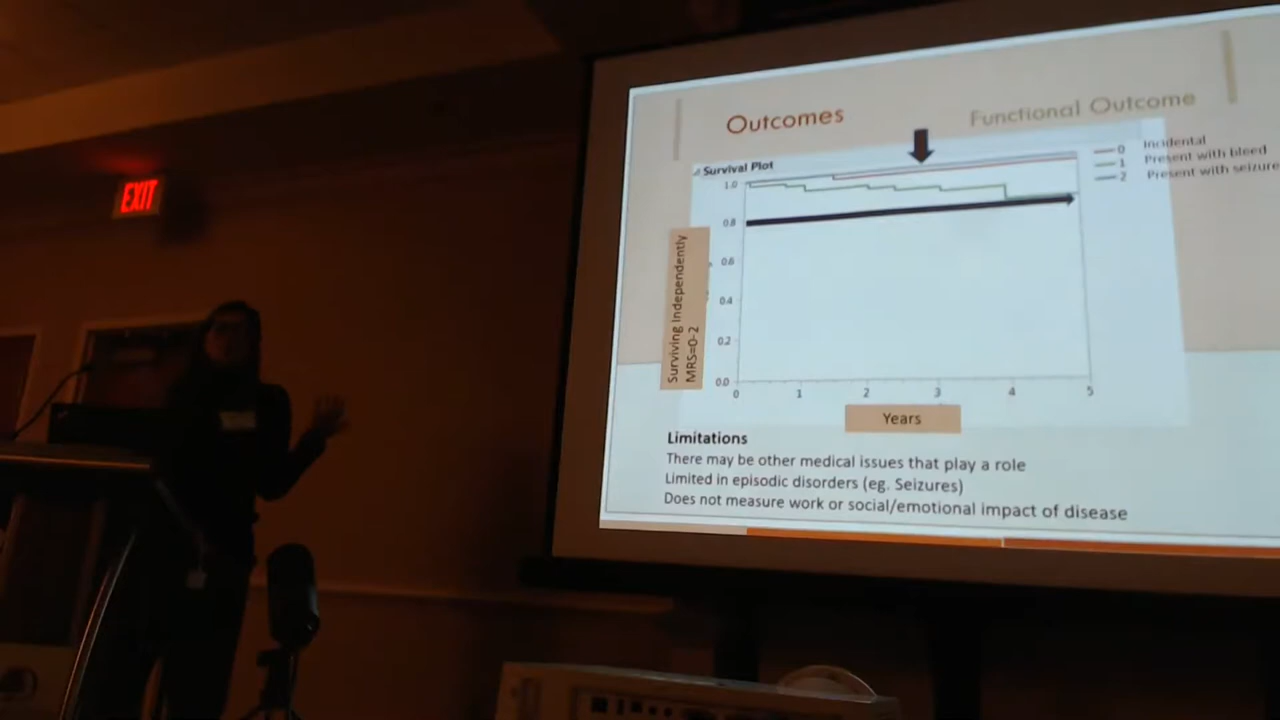 EXIT
Outcomes
Functional Outcome
Survival Plot
0 Incidental
1 Present with bleed
2 Present with seizure
1.0
0.8
0.6
0.4
0.2
0.0
0 1 2 3 4 5
Surviving Independently
MRS=0-2
Years
Limitations
There may be other medical issues that play a role
Limited in episodic disorders (eg. Seizures)
Does not measure work or social/emotional impact of disease